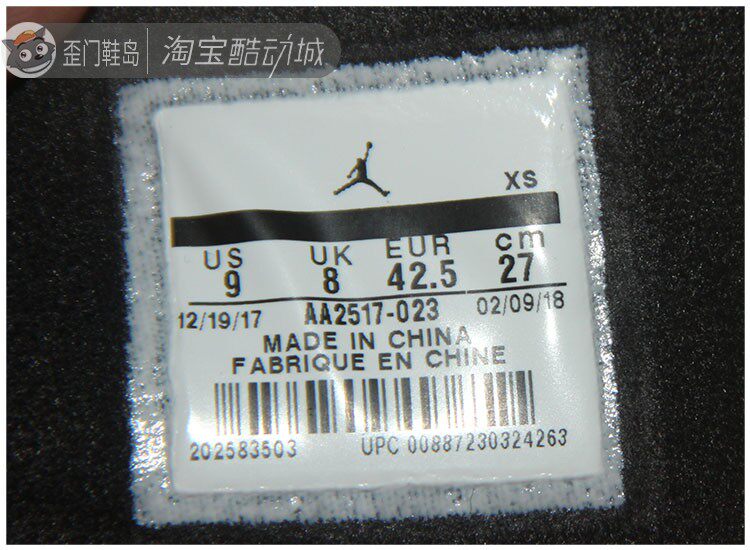 歪门鞋岛 淘宝酷动城
XS
US UK EUR cm
9 8 42.5 27
12/19/17 AA2517-023 02/09/18
MADE IN CHINA
FABRIQUE EN CHINE
202583503 UPC 00887230324263